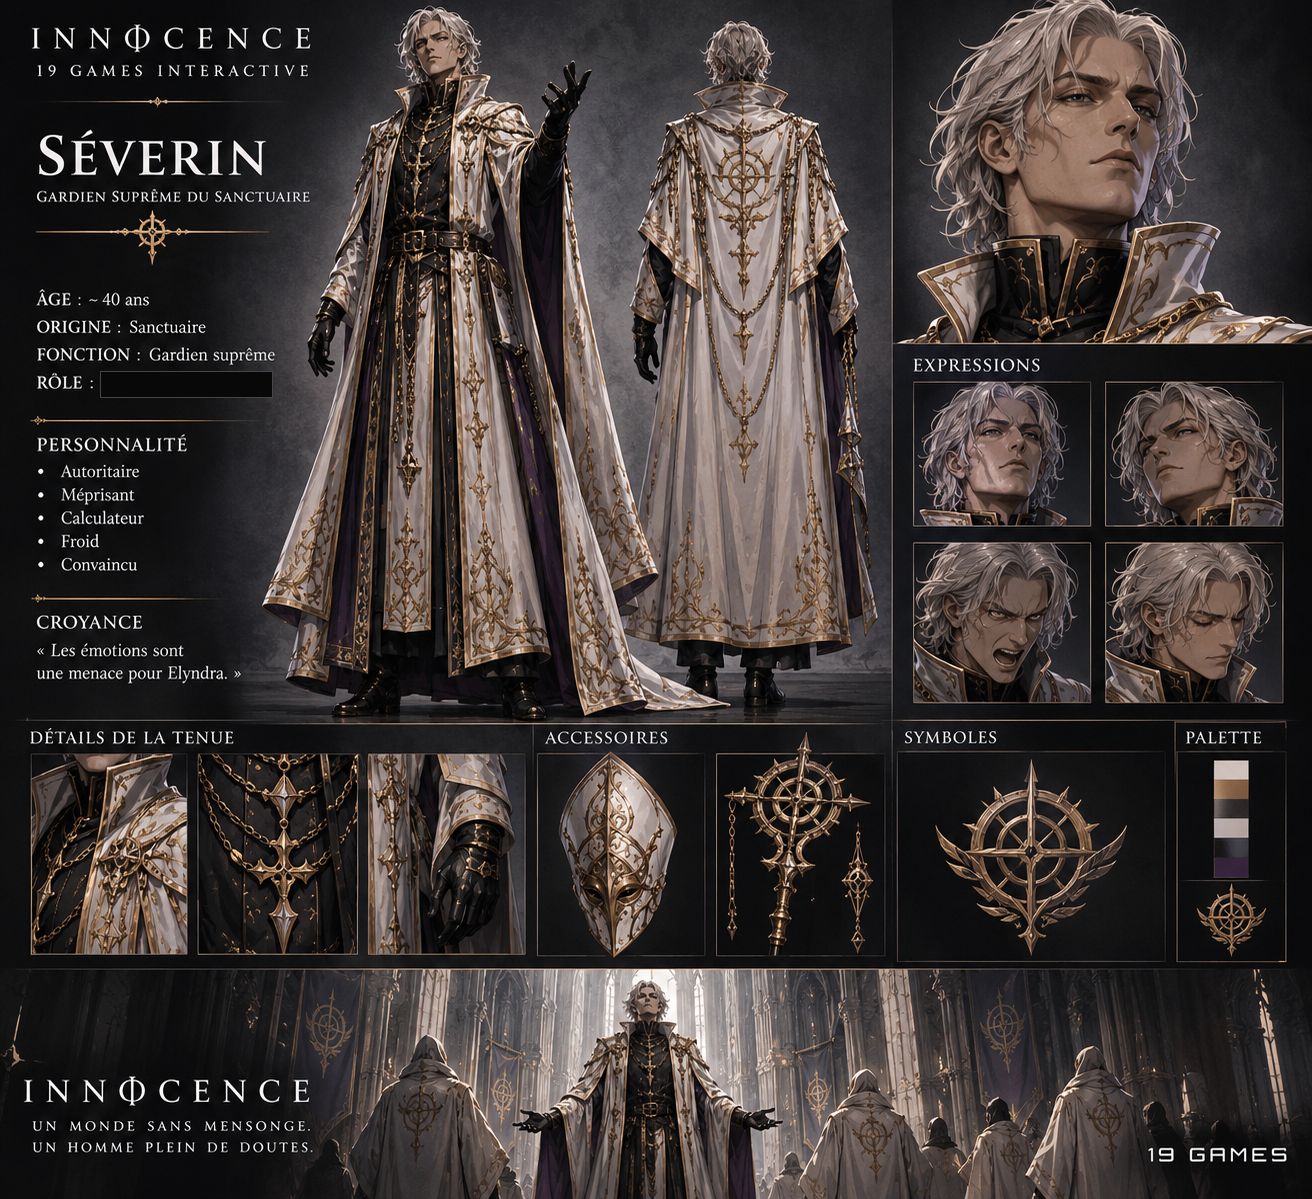 INNΦCENCE
19 GAMES INTERACTIVE
SÉVERIN
GARDIEN SUPRÊME DU SANCTUAIRE
ÂGE : ~ 40 ans
ORIGINE : Sanctuaire
FONCTION : Gardien suprême
RÔLE :
PERSONNALITÉ
• Autoritaire
• Méprisant
• Calculateur
• Froid
• Convaincu
CROYANCE
« Les émotions sont
une menace pour Elyndra. »
EXPRESSIONS
DÉTAILS DE LA TENUE
ACCESSOIRES
SYMBOLES
PALETTE
INNΦCENCE
UN MONDE SANS MENSONGE.
UN HOMME PLEIN DE DOUTES.
19 GAMES